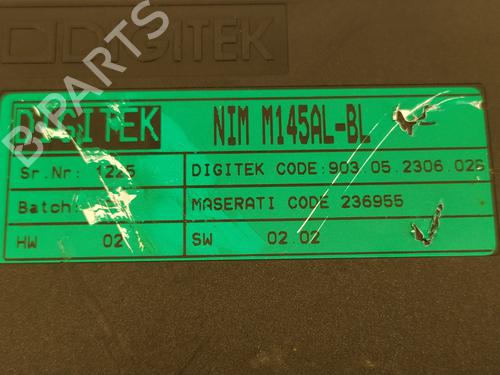 DIGITEK
DIGITEK NIM M145AL-BL
Sr.Nr: 1225 DIGITEK CODE:903.05.2306.025
Batch: MASERATI CODE 236955
HW 02 SW 02.02
BPARTS